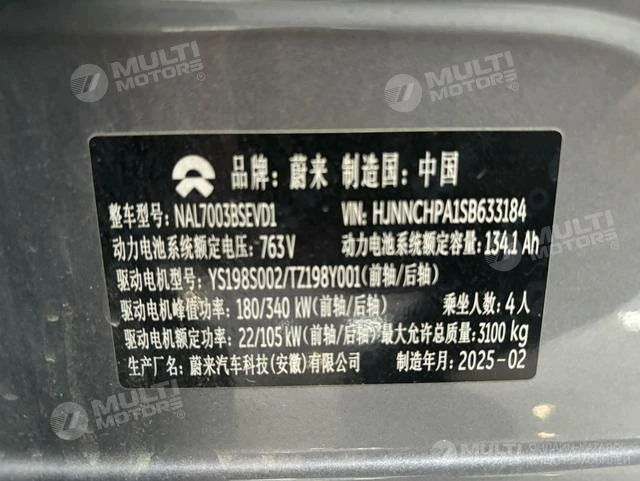 MULTI MOTORS
MULTI MOTORS
品牌: 蔚来 制造国: 中国
整车型号: NAL7003BSEVD1 VIN: HJNNCHPA1SB633184
动力电池系统额定电压: 763 V 动力电池系统额定容量: 134.1 Ah
驱动电机型号: YS198S002/TZ198Y001(前轴/后轴)
驱动电机峰值功率: 180/340 kW(前轴/后轴) 乘坐人数: 4人
驱动电机额定功率: 22/105 kW(前轴/后轴) 最大允许总质量: 3100 kg
生产厂名: 蔚来汽车科技(安徽)有限公司 制造年月: 2025-02
MULTI MOTORS
MULTI